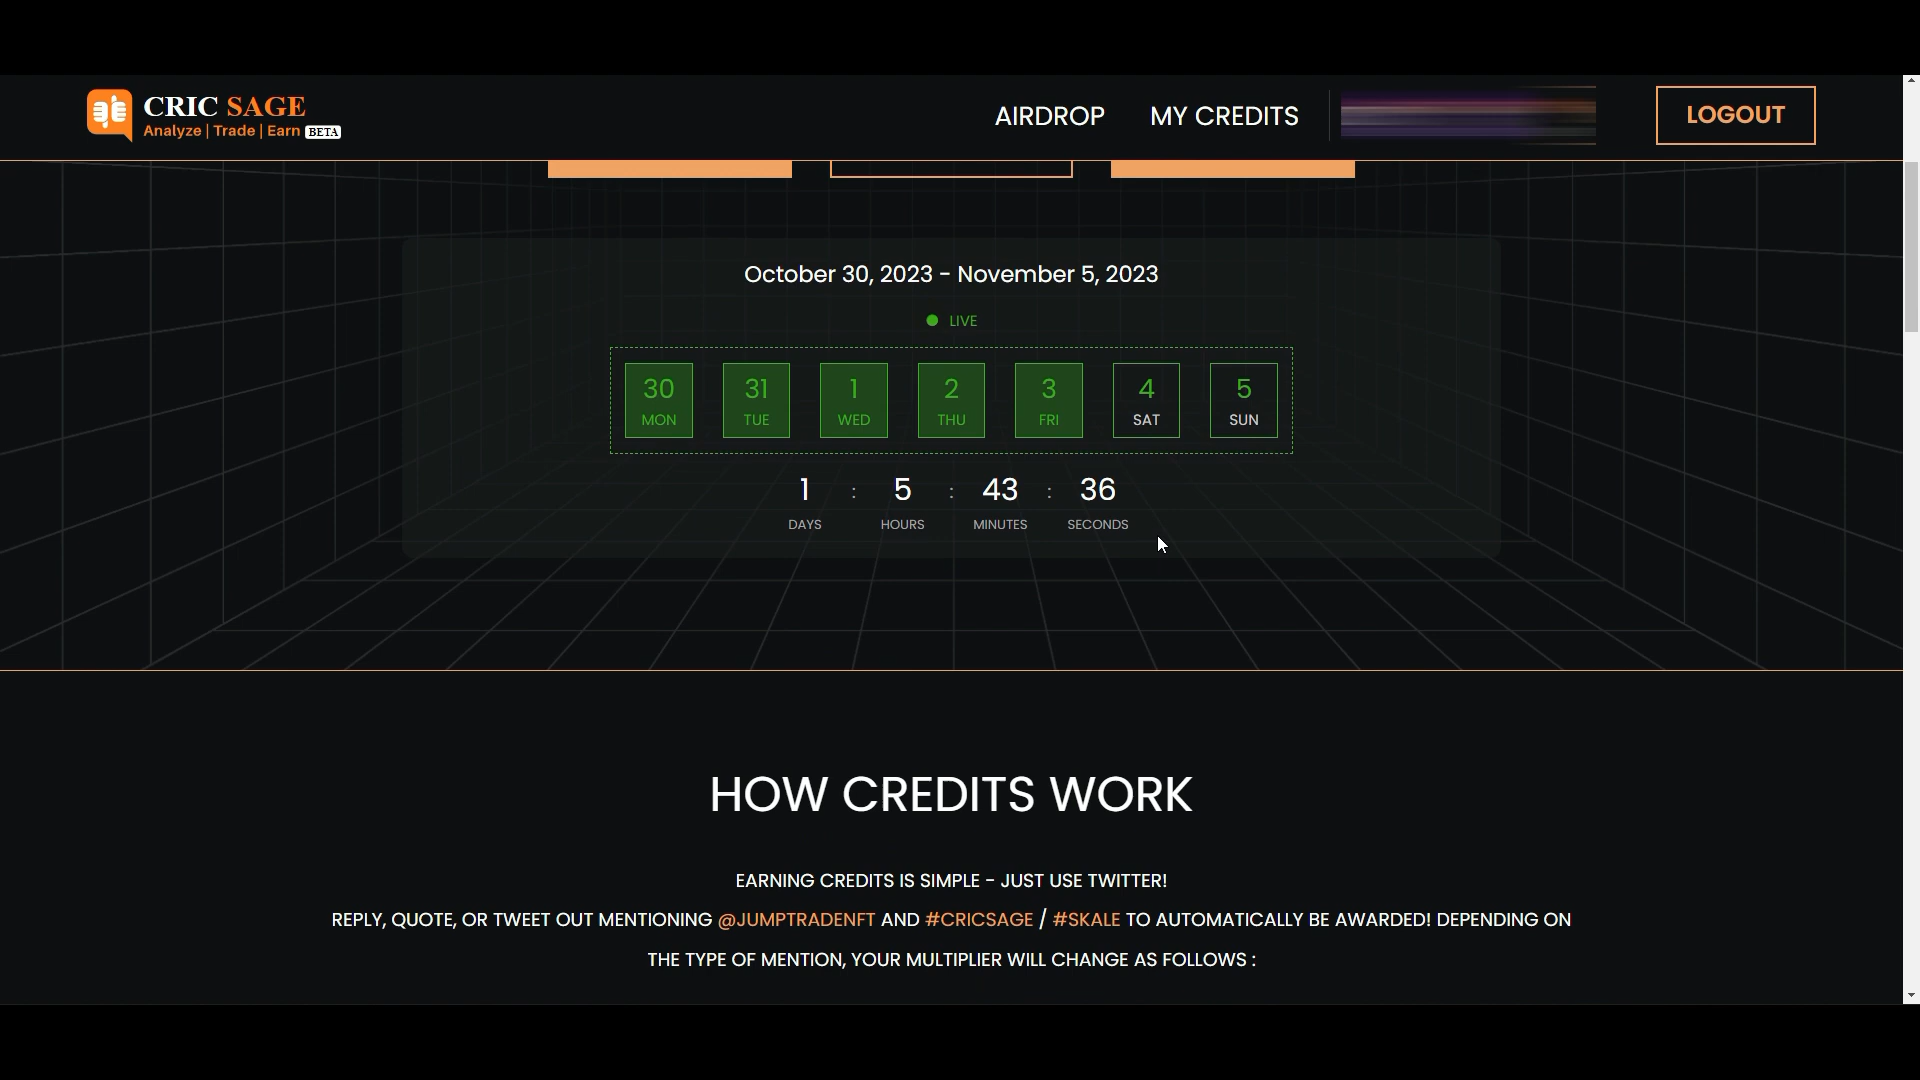 CRIC SAGE
Analyze | Trade | Earn BETA
AIRDROP
MY CREDITS
LOGOUT
October 30, 2023 - November 5, 2023
LIVE
30 31 1 2 3 4 5
MON TUE WED THU FRI SAT SUN
1 : 5 : 43 : 36
DAYS HOURS MINUTES SECONDS
HOW CREDITS WORK
EARNING CREDITS IS SIMPLE - JUST USE TWITTER!
REPLY, QUOTE, OR TWEET OUT MENTIONING @JUMPTRADENFT AND #CRICSAGE / #SKALE TO AUTOMATICALLY BE AWARDED! DEPENDING ON
THE TYPE OF MENTION, YOUR MULTIPLIER WILL CHANGE AS FOLLOWS :